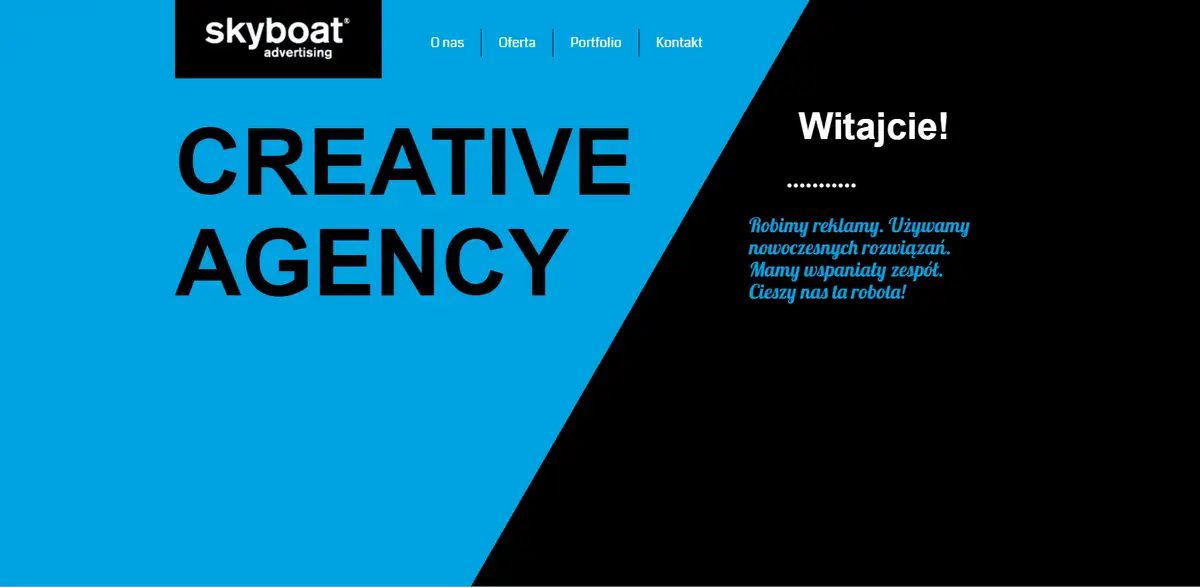 skyboat®
advertising
O nas
Oferta
Portfolio
Kontakt
CREATIVE
AGENCY
Witajcie!
...........
Robimy reklamy. Używamy
nowoczesnych rozwiązań.
Mamy wspaniały zespół.
Cieszy nas ta robota!